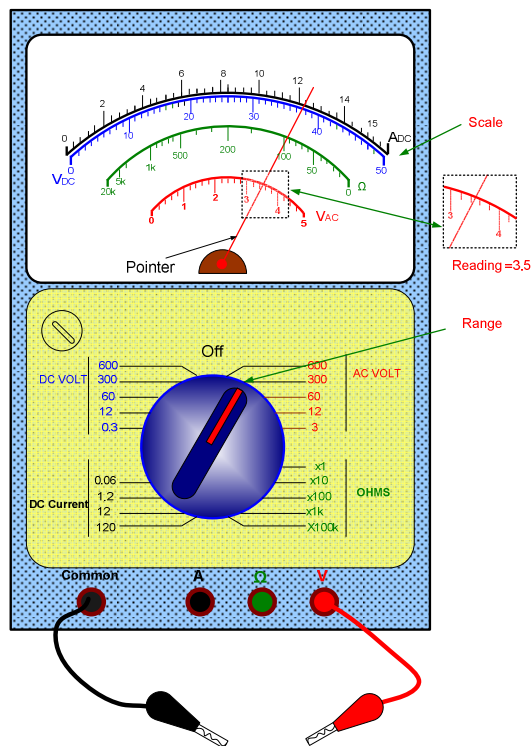 0 2 4 6 8 10 12 14 15
A DC
0 10 20 30 40 50
V DC
20k 5k 1k 500 200 100 50 0 Ω
0 1 2 3 4 5
V AC
Pointer
Scale
3 4
Reading =3,5
Range
Off
DC VOLT
600
300
60
12
0.3
600
300
60
12
3
AC VOLT
DC Current
0.06
1,2
12
120
x1
x10
x100
x1k
X100k
OHMS
Common A Ω V